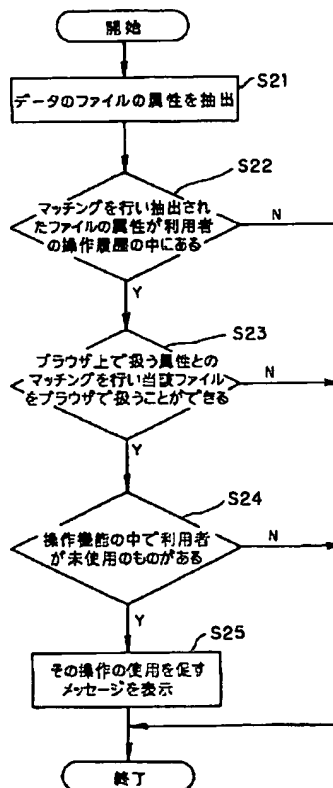 開始
S21
データのファイルの属性を抽出
S22
マッチングを行い抽出され
たファイルの属性が利用者
の操作履歴の中にある
N
Y
S23
ブラウザ上で扱う属性との
マッチングを行い当該ファイル
をブラウザで扱うことができる
N
Y
S24
操作機能の中で利用者
が未使用のものがある
N
Y
S25
その操作の使用を促す
メッセージを表示
終了